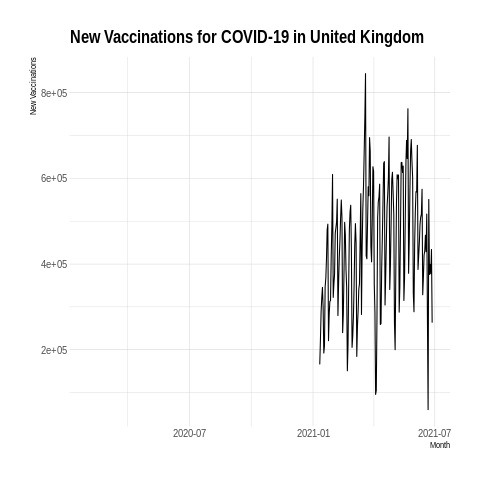 New Vaccinations for COVID-19 in United Kingdom
New Vaccinations
8e+05
6e+05
4e+05
2e+05
2020-07
2021-01
2021-07
Month